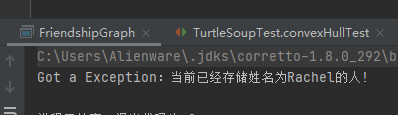 FriendshipGraph
TurtleSoupTest.convexHullTest
C:\Users\Alienware\.jdks\corretto-1.8.0_292\b
Got a Exception：当前已经存储姓名为Rachel的人！